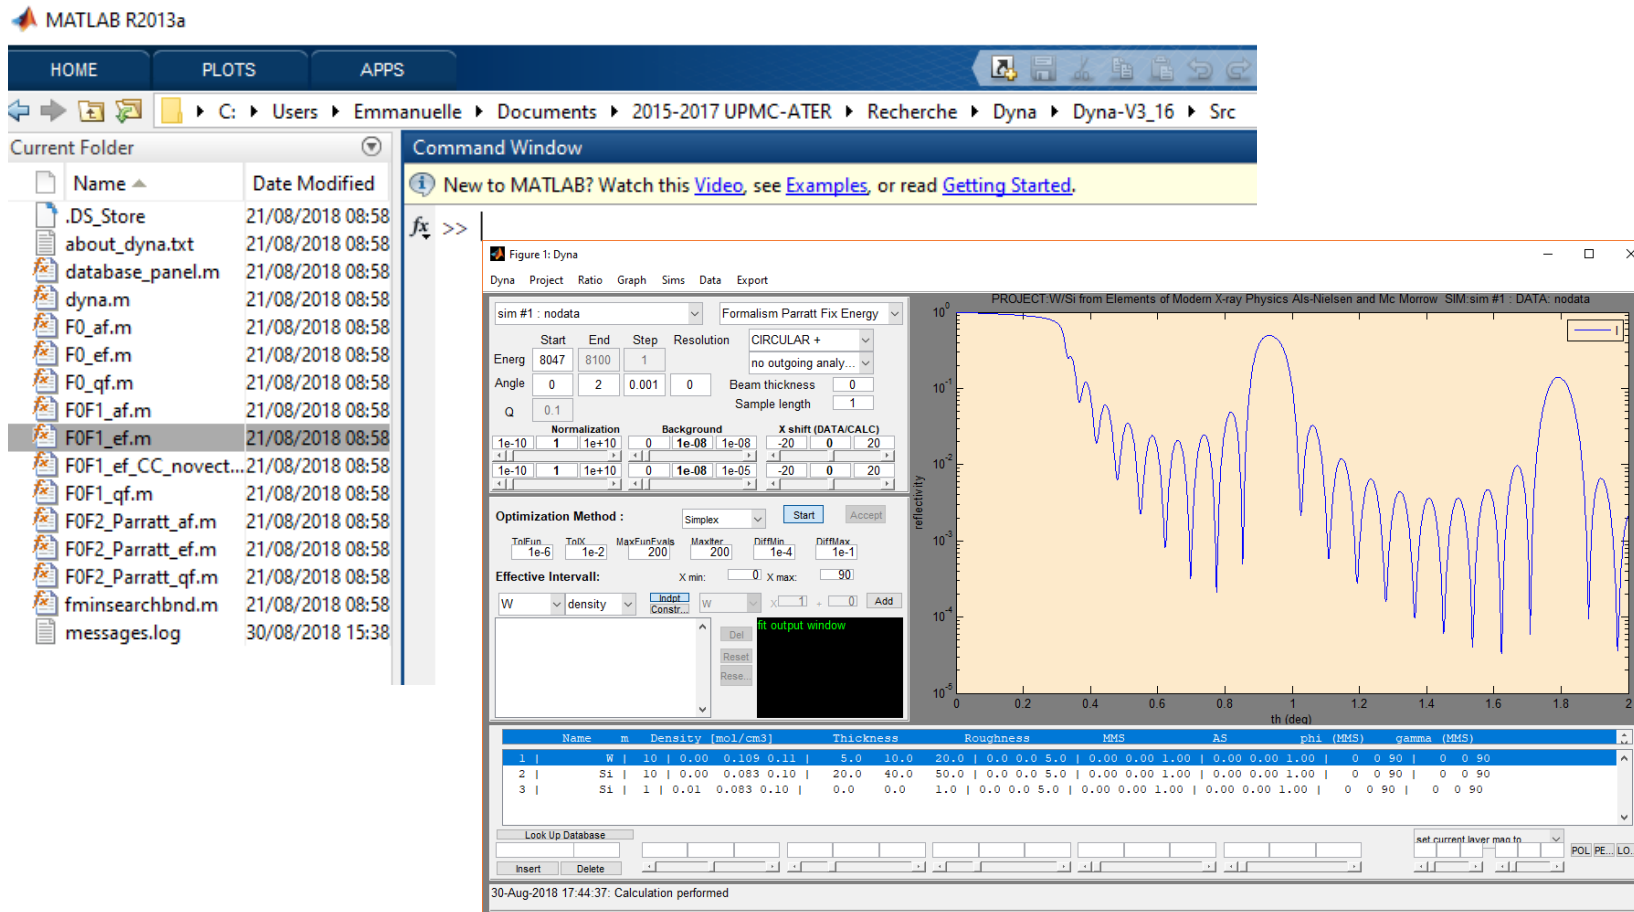 MATLAB R2013a
HOME PLOTS APPS
C: Users Emmanuelle Documents 2015-2017 UPMC-ATER Recherche Dyna Dyna-V3_16 Src
Current Folder
Name Date Modified
.DS_Store 21/08/2018 08:58
about_dyna.txt 21/08/2018 08:58
database_panel.m 21/08/2018 08:58
dyna.m 21/08/2018 08:58
F0_af.m 21/08/2018 08:58
F0_ef.m 21/08/2018 08:58
F0_qf.m 21/08/2018 08:58
F0F1_af.m 21/08/2018 08:58
F0F1_ef.m 21/08/2018 08:58
F0F1_ef_CC_novect... 21/08/2018 08:58
F0F1_qf.m 21/08/2018 08:58
F0F2_Parratt_af.m 21/08/2018 08:58
F0F2_Parratt_ef.m 21/08/2018 08:58
F0F2_Parratt_qf.m 21/08/2018 08:58
fminsearchbnd.m 21/08/2018 08:58
messages.log 30/08/2018 15:38
Command Window
New to MATLAB? Watch this Video, see Examples, or read Getting Started.
fx >>
Figure 1: Dyna
Dyna Project Ratio Graph Sims Data Export
sim #1 : nodata Formalism Parratt Fix Energy
Start End Step Resolution CIRCULAR +
Energ 8047 8100 1 no outgoing analy...
Angle 0 2 0.001 0 Beam thickness 0
Q 0.1 Sample length 1
Normalization Background X shift (DATA/CALC)
1e-10 1 1e+10 0 1e-08 1e-08 -20 0 20
1e-10 1 1e+10 0 1e-08 1e-05 -20 0 20
Optimization Method : Simplex Start Accept
TolFun TolX MaxFunEvals MaxIter DiffMin DiffMax
1e-6 1e-2 200 200 1e-4 1e-1
Effective Intervall: X min: 0 X max: 90
W density Indpt Constr... W X 1 + 0 Add
Del
Reset
Rese...
fit output window
PROJECT:W/Si from Elements of Modern X-ray Physics Als-Nielsen and Mc Morrow SIM:sim #1 : DATA: nodata
I
reflectivity
10^0
10^-1
10^-2
10^-3
10^-4
10^-5
0 0.2 0.4 0.6 0.8 1 1.2 1.4 1.6 1.8 2
th (deg)
Name m Density [mol/cm3] Thickness Roughness MMS AS phi (MMS) gamma (MMS)
1 | W | 10 | 0.00 0.109 0.11 | 5.0 10.0 20.0 | 0.0 0.0 5.0 | 0.00 0.00 1.00 | 0.00 0.00 1.00 | 0 0 90 | 0 0 90
2 | Si | 10 | 0.00 0.083 0.10 | 20.0 40.0 50.0 | 0.0 0.0 5.0 | 0.00 0.00 1.00 | 0.00 0.00 1.00 | 0 0 90 | 0 0 90
3 | Si | 1 | 0.01 0.083 0.10 | 0.0 0.0 1.0 | 0.0 0.0 5.0 | 0.00 0.00 1.00 | 0.00 0.00 1.00 | 0 0 90 | 0 0 90
Look Up Database
set current layer mag to
POL PE... LO.
Insert Delete
30-Aug-2018 17:44:37: Calculation performed